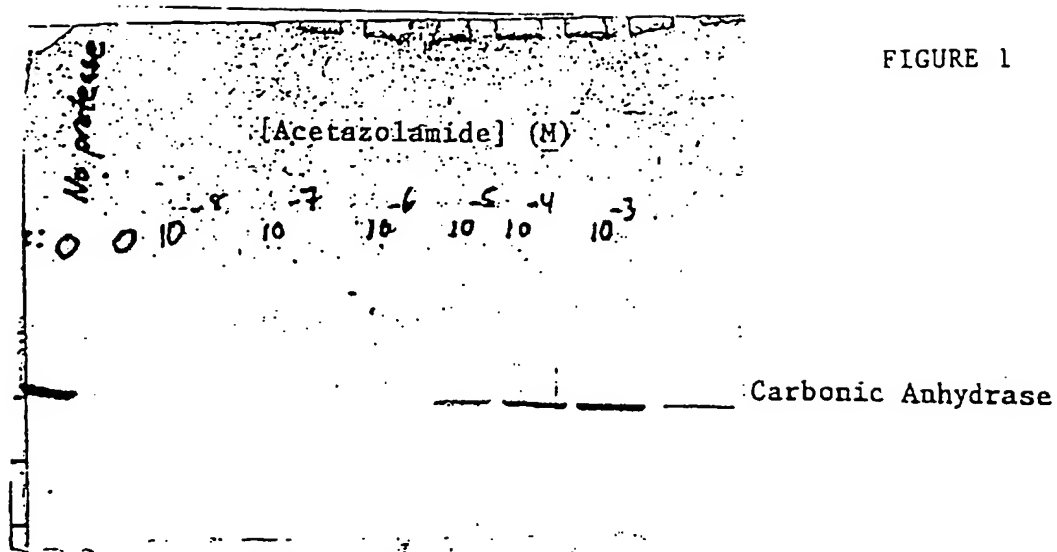 FIGURE 1
No protease
[Acetazolamide] (M)
0 0 10⁻⁸ 10⁻⁷ 10⁻⁶ 10⁻⁵ 10⁻⁴ 10⁻³
Carbonic Anhydrase